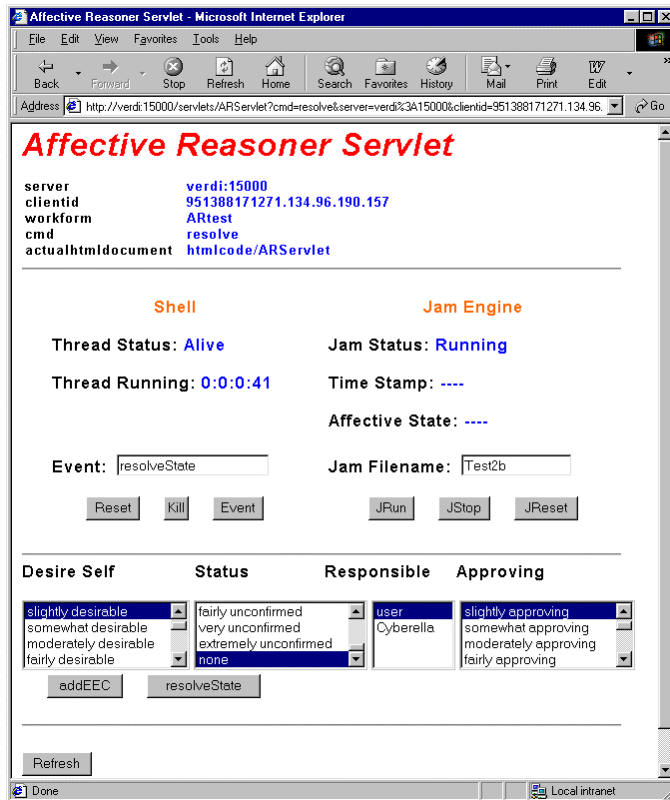 Affective Reasoner Servlet - Microsoft Internet Explorer
File Edit View Favorites Tools Help
Back Forward Stop Refresh Home Search Favorites History Mail Print Edit »
Address http://verdi:15000/servlets/ARServlet?cmd=resolve&server=verdi%3A15000&clientid=951388171271.134.96. Go
Affective Reasoner Servlet
server verdi:15000
clientid 951388171271.134.96.190.157
workform ARtest
cmd resolve
actualhtmldocument htmlcode/ARServlet
Shell Jam Engine
Thread Status: Alive Jam Status: Running
Thread Running: 0:0:0:41 Time Stamp: ----
Affective State: ----
Event: resolveState Jam Filename: Test2b
Reset Kill Event JRun JStop JReset
Desire Self Status Responsible Approving
slightly desirable fairly unconfirmed user slightly approving
somewhat desirable very unconfirmed Cyberella somewhat approving
moderately desirable extremely unconfirmed moderately approving
fairly desirable none fairly approving
addEEC resolveState
Refresh
Done Local intranet